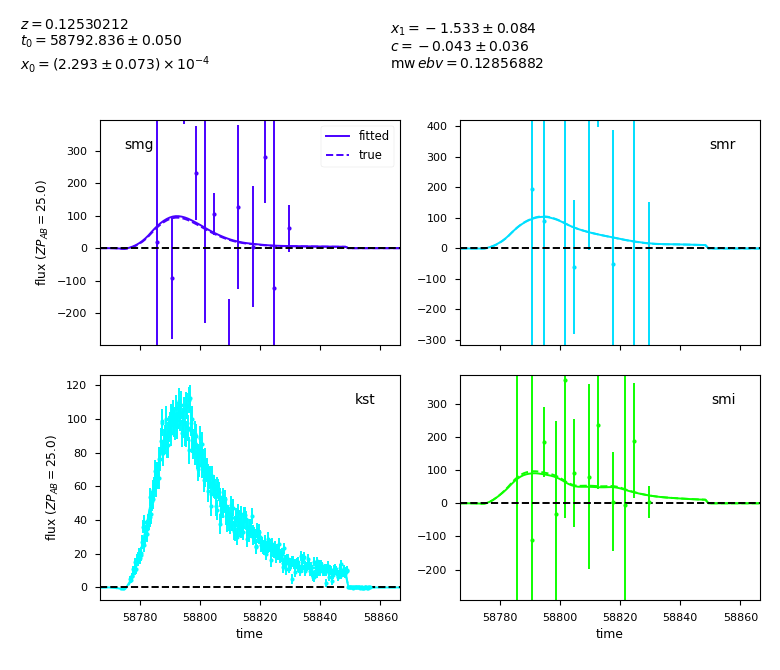 z = 0.12530212
t0 = 58792.836 ± 0.050
x0 = (2.293 ± 0.073) × 10^−4
x1 = −1.533 ± 0.084
c = −0.043 ± 0.036
mw ebv = 0.12856882
smg
fitted
true
300
200
100
0
−100
−200
flux (ZP_AB = 25.0)
smr
400
300
200
100
0
−100
−200
−300
kst
120
100
80
60
40
20
0
flux (ZP_AB = 25.0)
58780 58800 58820 58840 58860
time
smi
300
200
100
0
−100
−200
58780 58800 58820 58840 58860
time